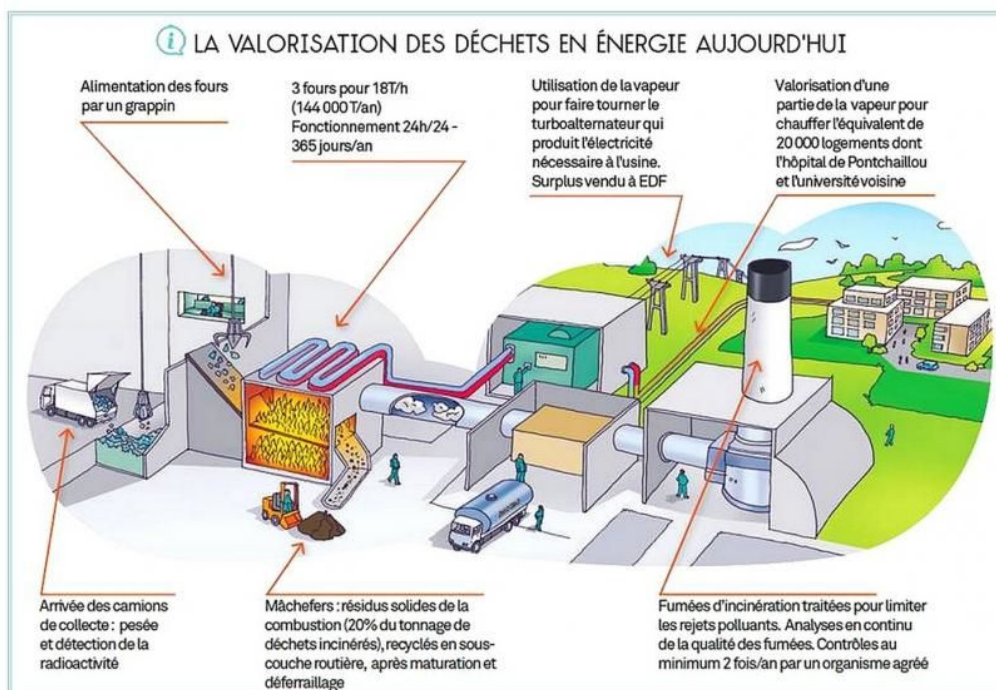 LA VALORISATION DES DÉCHETS EN ÉNERGIE AUJOURD'HUI
Alimentation des fours
par un grappin
3 fours pour 18T/h
(144 000 T/an)
Fonctionnement 24h/24 -
365 jours/an
Utilisation de la vapeur
pour faire tourner le
turboalternateur qui
produit l'électricité
nécessaire à l'usine.
Surplus vendu à EDF
Valorisation d'une
partie de la vapeur pour
chauffer l'équivalent de
20 000 logements dont
l'hôpital de Pontchaillou
et l'université voisine
Arrivée des camions
de collecte : pesée
et détection de la
radioactivité
Mâchefers : résidus solides de la
combustion (20% du tonnage de
déchets incinérés), recyclés en sous-
couche routière, après maturation et
déferraillage
Fumées d'incinération traitées pour limiter
les rejets polluants. Analyses en continu
de la qualité des fumées. Contrôles au
minimum 2 fois/an par un organisme agréé